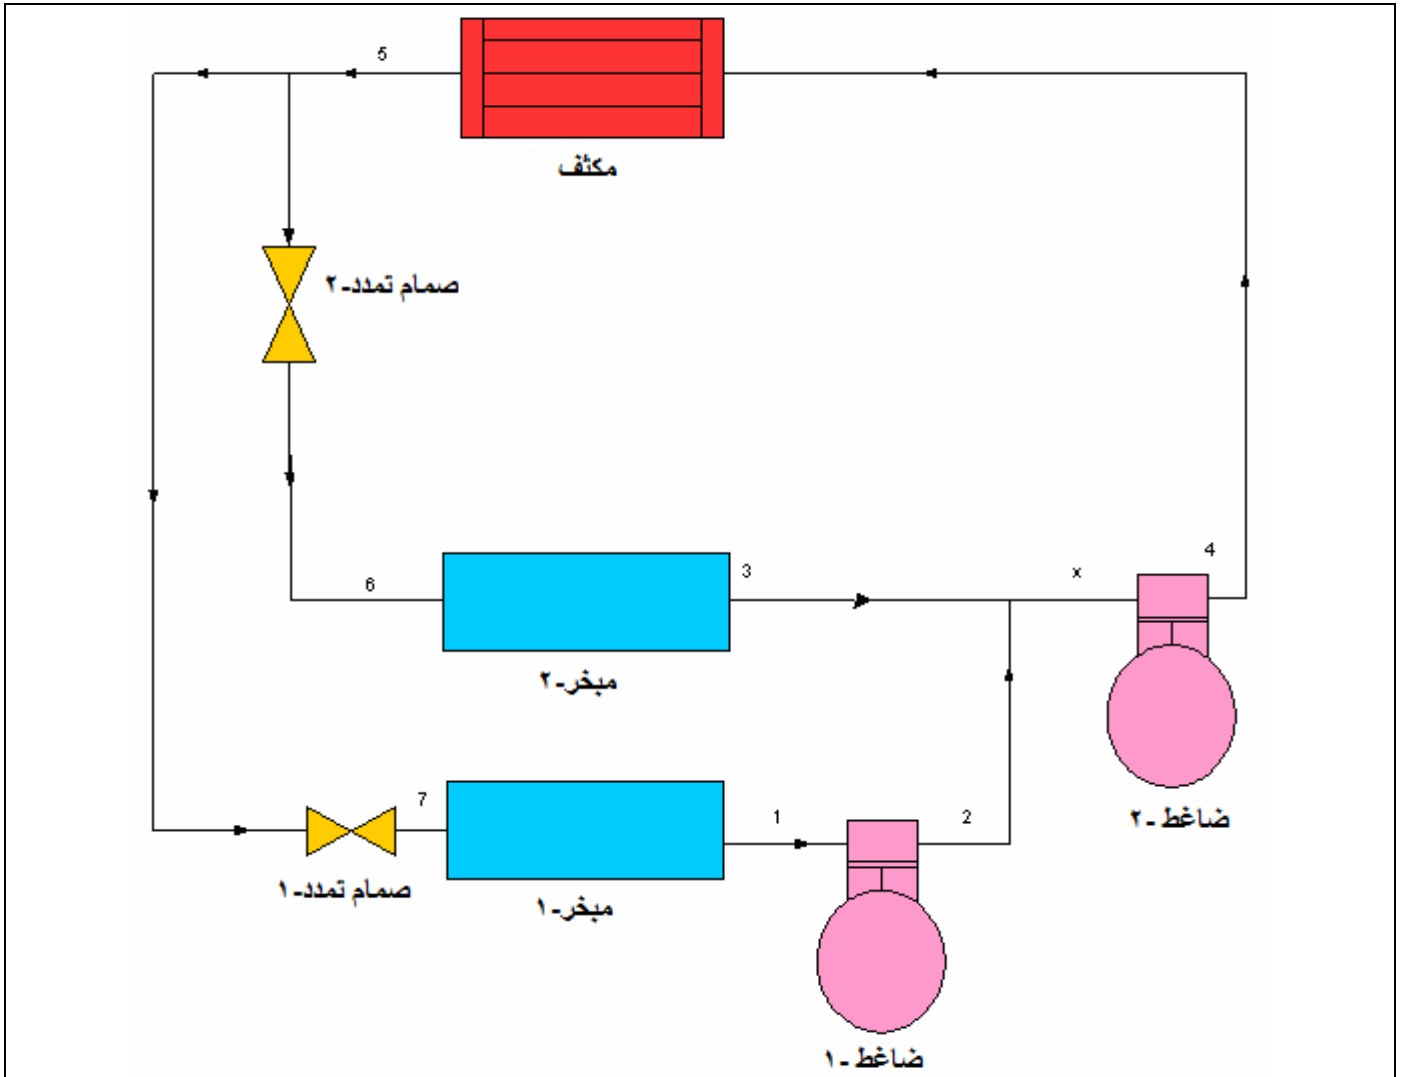 5
مكثف
صمام تمدد-٢
4
x
3
6
مبخر-٢
ضاغط -٢
7
1
2
صمام تمدد-١
مبخر-١
ضاغط -١